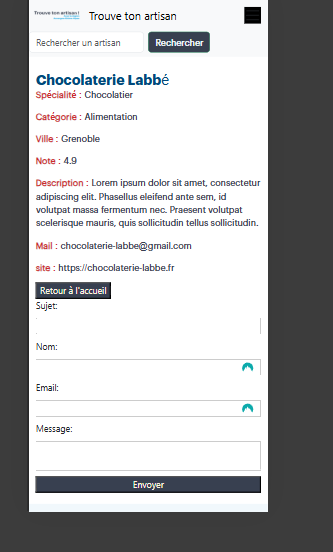 Trouve ton artisan !
Trouve ton artisan
Rechercher un artisan
Rechercher
Chocolaterie Labbé
Spécialité : Chocolatier
Catégorie : Alimentation
Ville : Grenoble
Note : 4.9
Description : Lorem ipsum dolor sit amet, consectetur
adipiscing elit. Phasellus eleifend ante sem, id
volutpat massa fermentum nec. Praesent volutpat
scelerisque mauris, quis sollicitudin tellus sollicitudin.
Mail : chocolaterie-labbe@gmail.com
site : https://chocolaterie-labbe.fr
Retour à l'accueil
Sujet:
Nom:
Email:
Message:
Envoyer